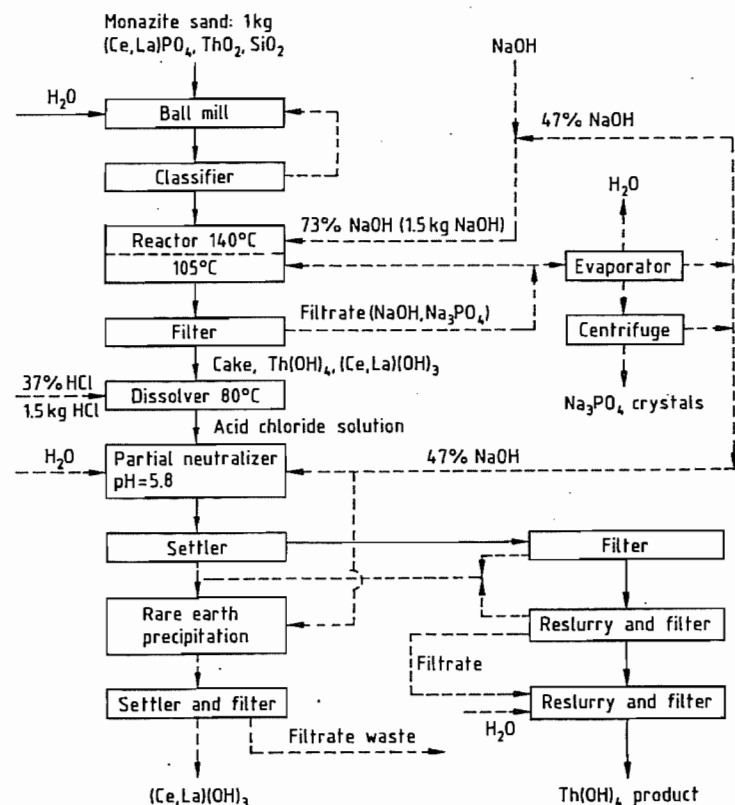 Monazite sand: 1kg
(Ce,La)PO₄, ThO₂, SiO₂
NaOH
H₂O
Ball mill
47% NaOH
Classifier
H₂O
73% NaOH (1.5kg NaOH)
Reactor 140°C
105°C
Evaporator
Filter
Filtrate (NaOH,Na₃PO₄)
Centrifuge
Cake, Th(OH)₄,(Ce,La)(OH)₃
37% HCl
1.5kg HCl
Dissolver 80°C
Na₃PO₄ crystals
Acid chloride solution
H₂O
Partial neutralizer
pH=5.8
47% NaOH
Settler
Filter
Rare earth
precipitation
Reslurry and filter
Filtrate
Settler and filter
Reslurry and filter
H₂O
Filtrate waste
(Ce,La)(OH)₃
Th(OH)₄ product